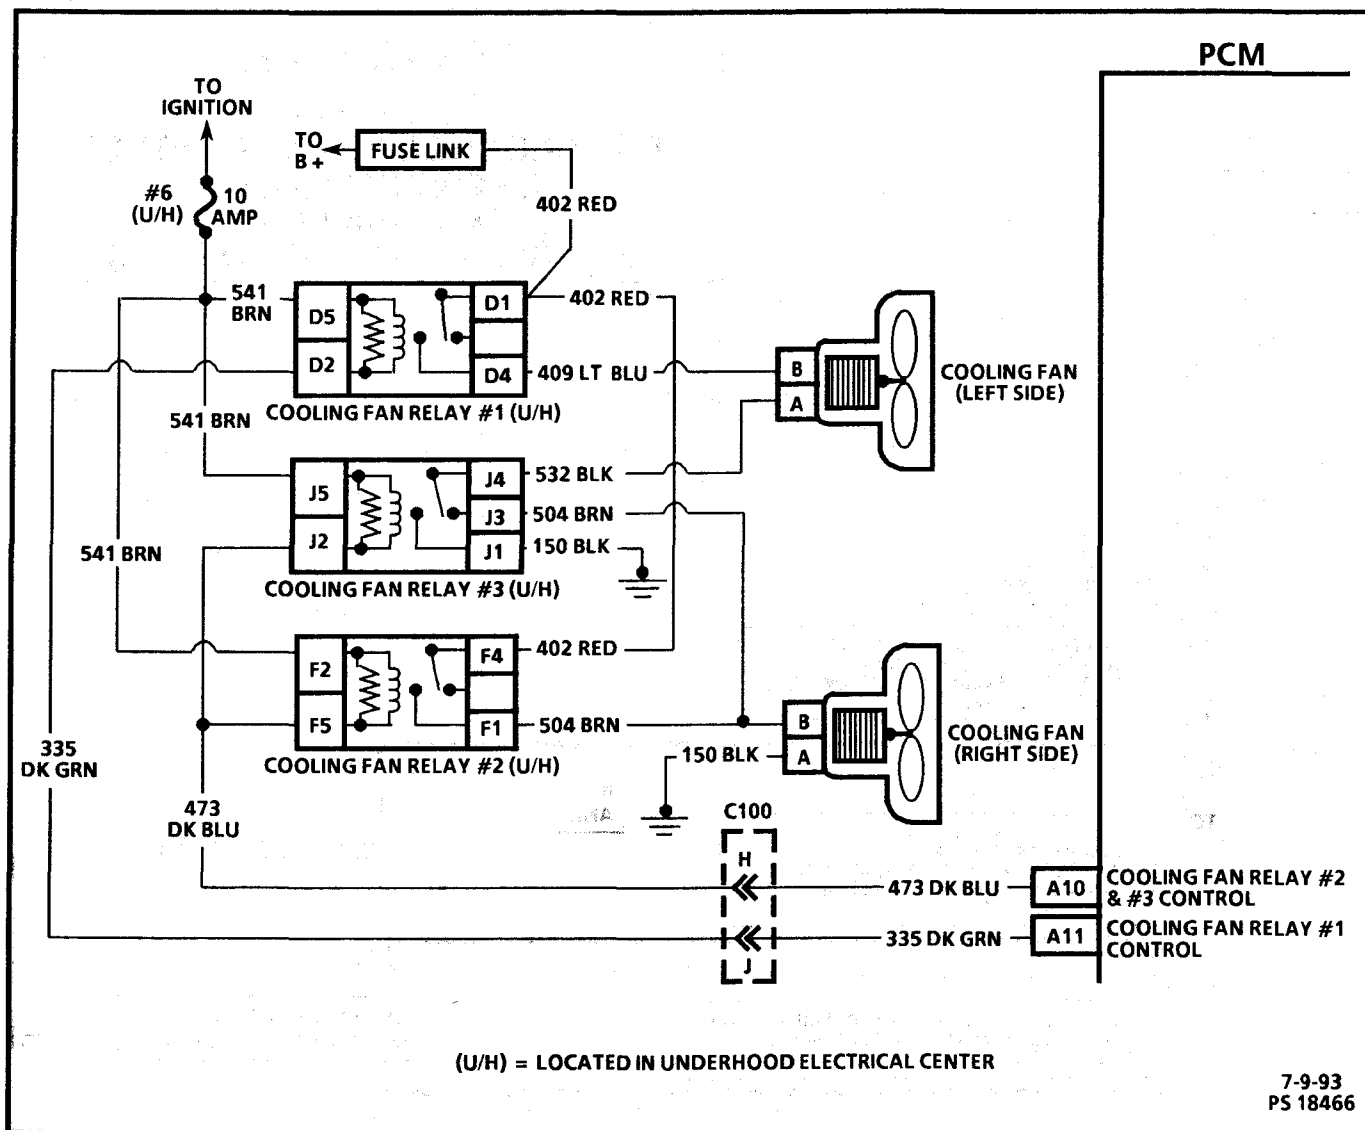 PCM
TO
IGNITION
TO
B +
FUSE LINK
#6
(U/H)
10
AMP
402 RED
541
BRN
D5
D2
D1
D4
402 RED
409 LT BLU
COOLING FAN RELAY #1 (U/H)
B
A
COOLING FAN
(LEFT SIDE)
541 BRN
J5
J2
J4
J3
J1
532 BLK
504 BRN
150 BLK
COOLING FAN RELAY #3 (U/H)
541 BRN
F2
F5
F4
F1
402 RED
504 BRN
COOLING FAN RELAY #2 (U/H)
B
A
150 BLK
COOLING FAN
(RIGHT SIDE)
335
DK GRN
473
DK BLU
C100
H
J
473 DK BLU
A10
COOLING FAN RELAY #2
& #3 CONTROL
335 DK GRN
A11
COOLING FAN RELAY #1
CONTROL
(U/H) = LOCATED IN UNDERHOOD ELECTRICAL CENTER
7-9-93
PS 18466